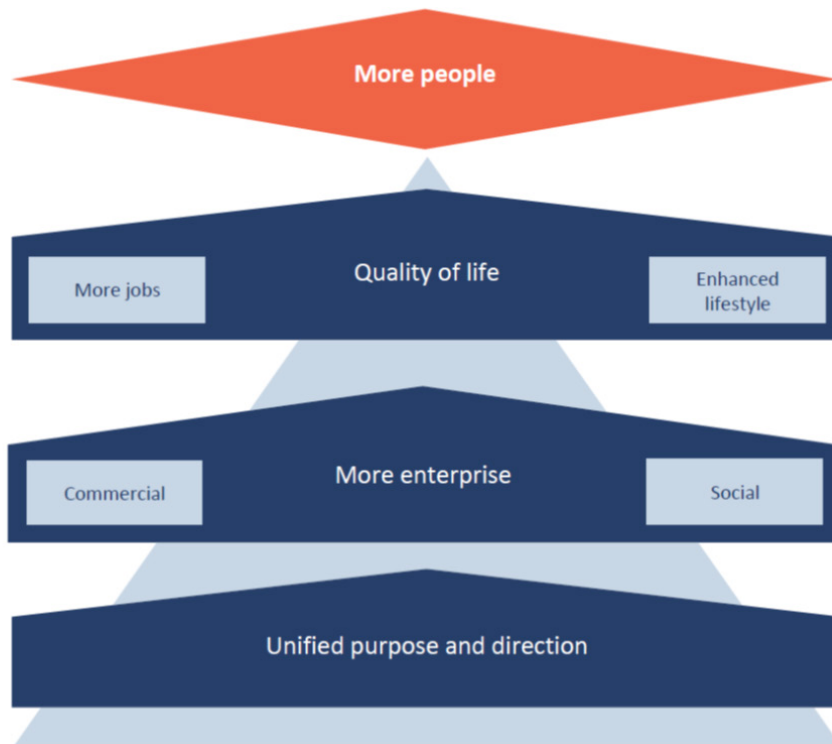 More people
Quality of life
More jobs
Enhanced
lifestyle
More enterprise
Commercial
Social
Unified purpose and direction